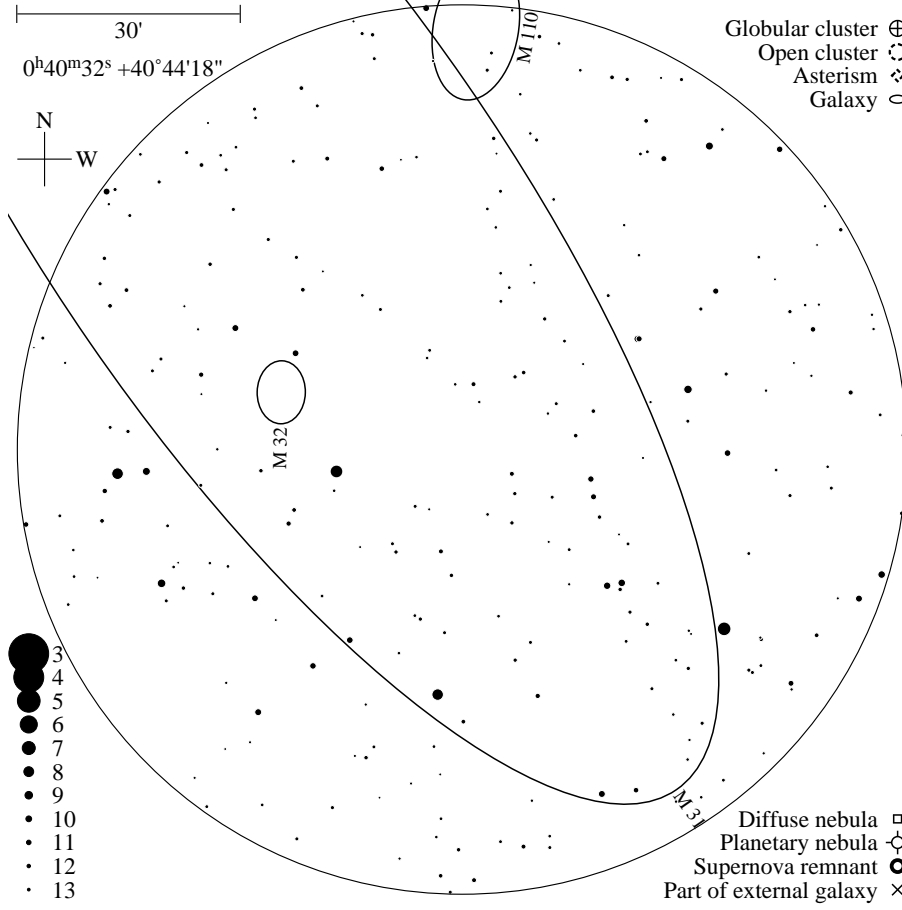 30'
0ʰ40ᵐ32ˢ +40°44'18"
N
W
Globular cluster
Open cluster
Asterism
Galaxy
M 110
M 32
M 31
3
4
5
6
7
8
9
10
11
12
13
Diffuse nebula
Planetary nebula
Supernova remnant
Part of external galaxy